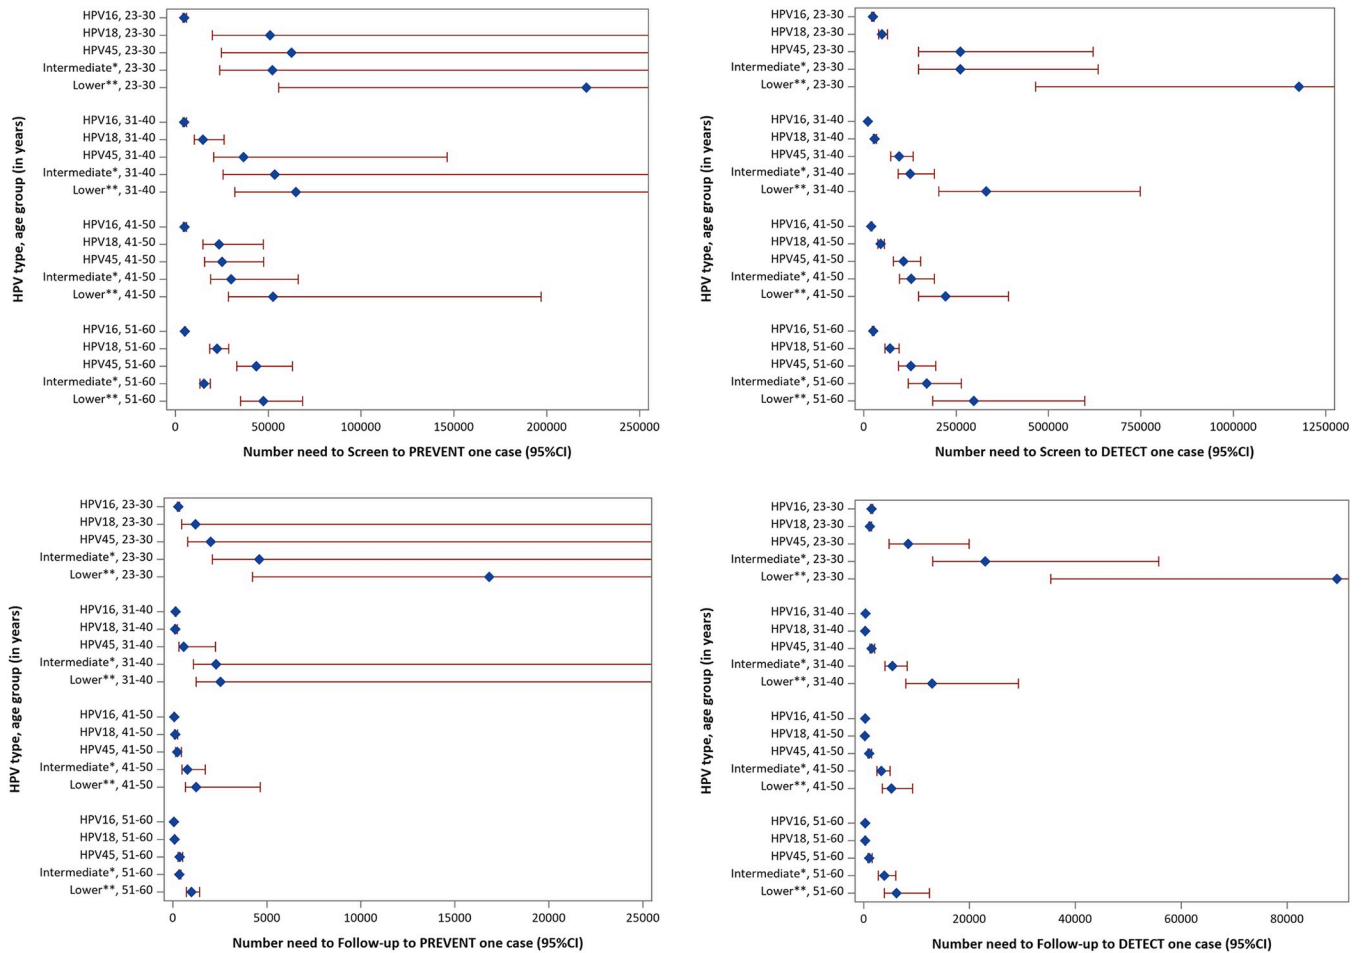 HPV type, age group (in years)
HPV16, 23-30
HPV18, 23-30
HPV45, 23-30
Intermediate*, 23-30
Lower**, 23-30
HPV16, 31-40
HPV18, 31-40
HPV45, 31-40
Intermediate*, 31-40
Lower**, 31-40
HPV16, 41-50
HPV18, 41-50
HPV45, 41-50
Intermediate*, 41-50
Lower**, 41-50
HPV16, 51-60
HPV18, 51-60
HPV45, 51-60
Intermediate*, 51-60
Lower**, 51-60
0 50000 100000 150000 200000 250000
Number need to Screen to PREVENT one case (95%CI)
HPV type, age group (in years)
HPV16, 23-30
HPV18, 23-30
HPV45, 23-30
Intermediate*, 23-30
Lower**, 23-30
HPV16, 31-40
HPV18, 31-40
HPV45, 31-40
Intermediate*, 31-40
Lower**, 31-40
HPV16, 41-50
HPV18, 41-50
HPV45, 41-50
Intermediate*, 41-50
Lower**, 41-50
HPV16, 51-60
HPV18, 51-60
HPV45, 51-60
Intermediate*, 51-60
Lower**, 51-60
0 250000 500000 750000 1000000 1250000
Number need to Screen to DETECT one case (95%CI)
HPV type, age group (in years)
HPV16, 23-30
HPV18, 23-30
HPV45, 23-30
Intermediate*, 23-30
Lower**, 23-30
HPV16, 31-40
HPV18, 31-40
HPV45, 31-40
Intermediate*, 31-40
Lower**, 31-40
HPV16, 41-50
HPV18, 41-50
HPV45, 41-50
Intermediate*, 41-50
Lower**, 41-50
HPV16, 51-60
HPV18, 51-60
HPV45, 51-60
Intermediate*, 51-60
Lower**, 51-60
0 5000 10000 15000 20000 25000
Number need to Follow-up to PREVENT one case (95%CI)
HPV type, age group (in years)
HPV16, 23-30
HPV18, 23-30
HPV45, 23-30
Intermediate*, 23-30
Lower**, 23-30
HPV16, 31-40
HPV18, 31-40
HPV45, 31-40
Intermediate*, 31-40
Lower**, 31-40
HPV16, 41-50
HPV18, 41-50
HPV45, 41-50
Intermediate*, 41-50
Lower**, 41-50
HPV16, 51-60
HPV18, 51-60
HPV45, 51-60
Intermediate*, 51-60
Lower**, 51-60
0 20000 40000 60000 80000
Number need to Follow-up to DETECT one case (95%CI)